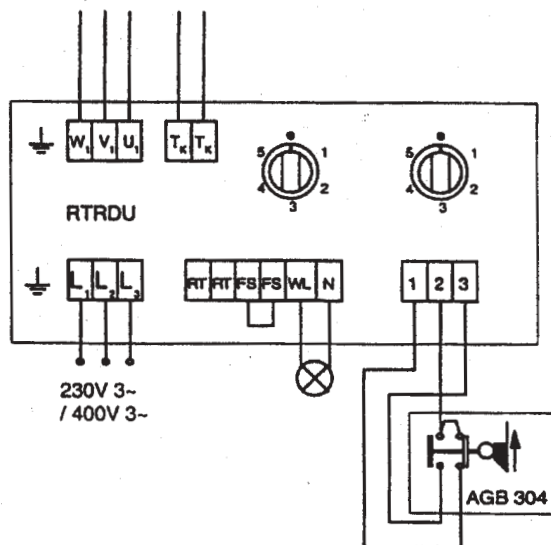 W₁ V₁ U₁ Tₖ Tₖ
5 1
4 2
3
5 1
4 2
3
RTRDU
L₁ L₂ L₃
RT RT FS FS WL N
1 2 3
230V 3~
/ 400V 3~
AGB 304